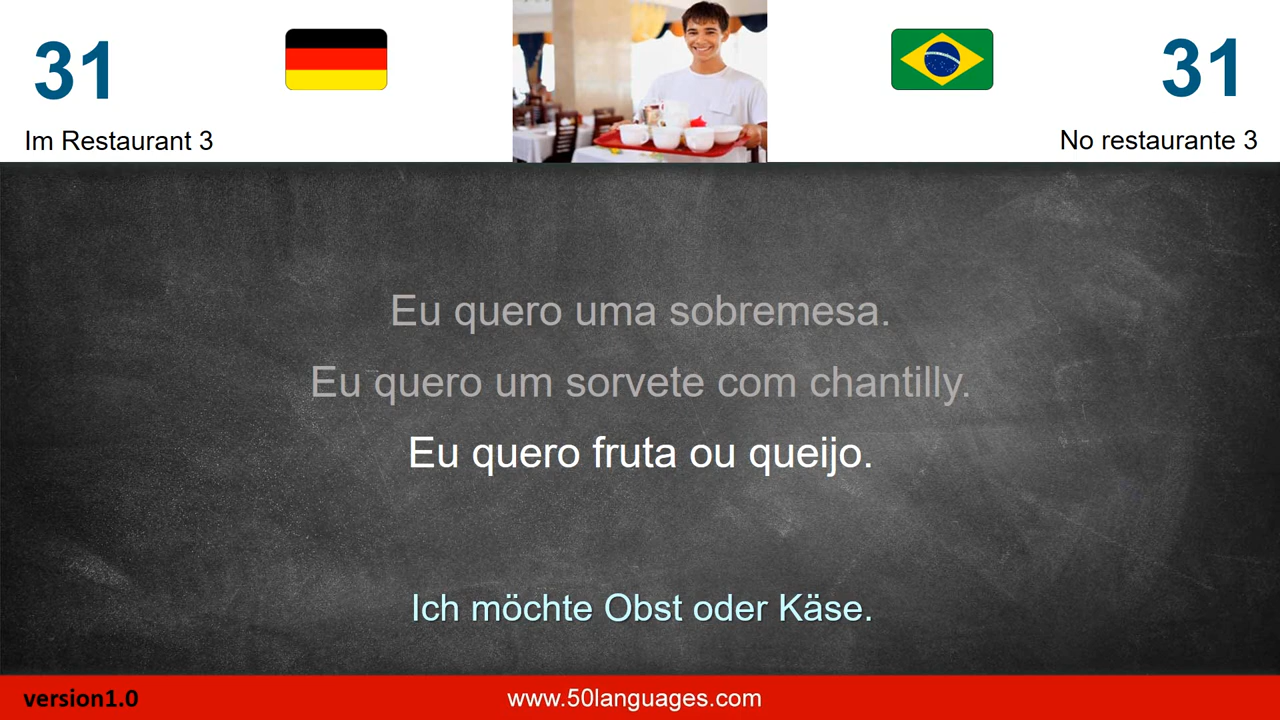 31
31
Im Restaurant 3
No restaurante 3
Eu quero uma sobremesa.
Eu quero um sorvete com chantilly.
Eu quero fruta ou queijo.
Ich möchte Obst oder Käse.
version1.0
www.50languages.com